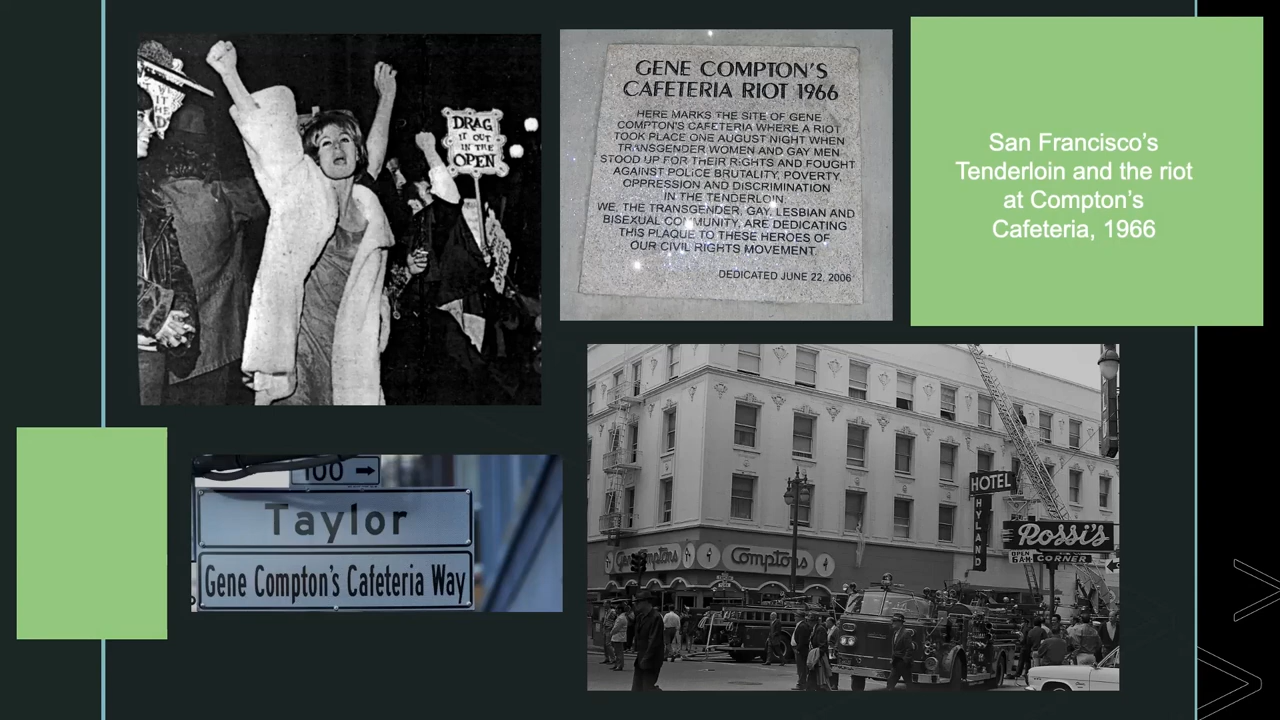 DRAG
IT OUT
IN THE
OPEN
GENE COMPTON'S
CAFETERIA RIOT 1966
HERE MARKS THE SITE OF GENE
COMPTON'S CAFETERIA WHERE A RIOT
TOOK PLACE ONE AUGUST NIGHT WHEN
TRANSGENDER WOMEN AND GAY MEN
STOOD UP FOR THEIR RIGHTS AND FOUGHT
AGAINST POLICE BRUTALITY, POVERTY,
OPPRESSION AND DISCRIMINATION
IN THE TENDERLOIN.
WE, THE TRANSGENDER, GAY, LESBIAN AND
BISEXUAL COMMUNITY, ARE DEDICATING
THIS PLAQUE TO THESE HEROES OF
OUR CIVIL RIGHTS MOVEMENT.
DEDICATED JUNE 22, 2006
San Francisco's
Tenderloin and the riot
at Compton's
Cafeteria, 1966
100
Taylor
Gene Compton's Cafeteria Way
Comptons
HOTEL
HYLAND
Rossi's
OPEN
6 A.M.
CORNER